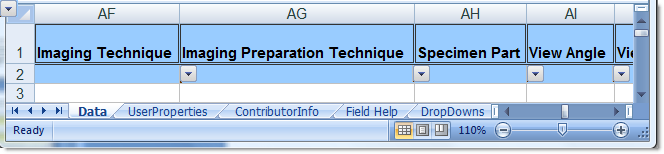 AF AG AH AI
1 Imaging Technique Imaging Preparation Technique Specimen Part View Angle
2
3
Data UserProperties ContributorInfo Field Help DropDowns
Ready 110%